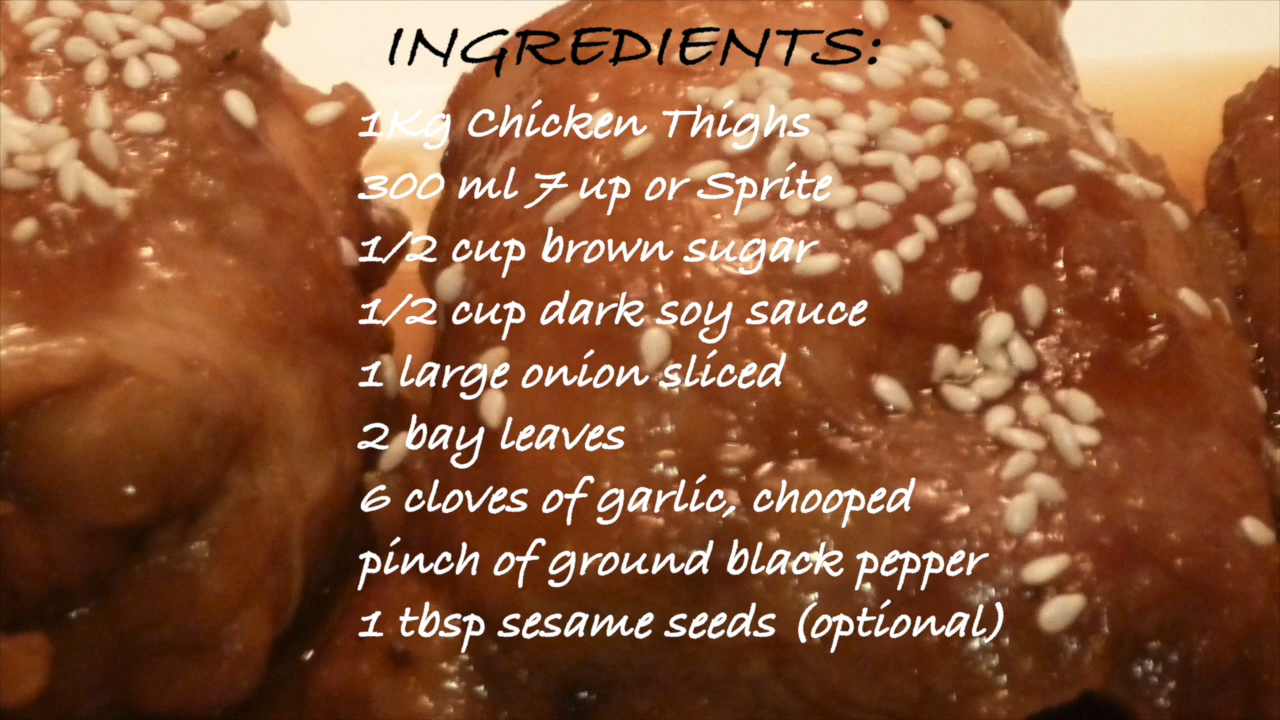 INGREDIENTS:
1Kg Chicken Thighs
300 ml 7 up or Sprite
1/2 cup brown sugar
1/2 cup dark soy sauce
1 large onion sliced
2 bay leaves
6 cloves of garlic, chooped
pinch of ground black pepper
1 tbsp sesame seeds (optional)